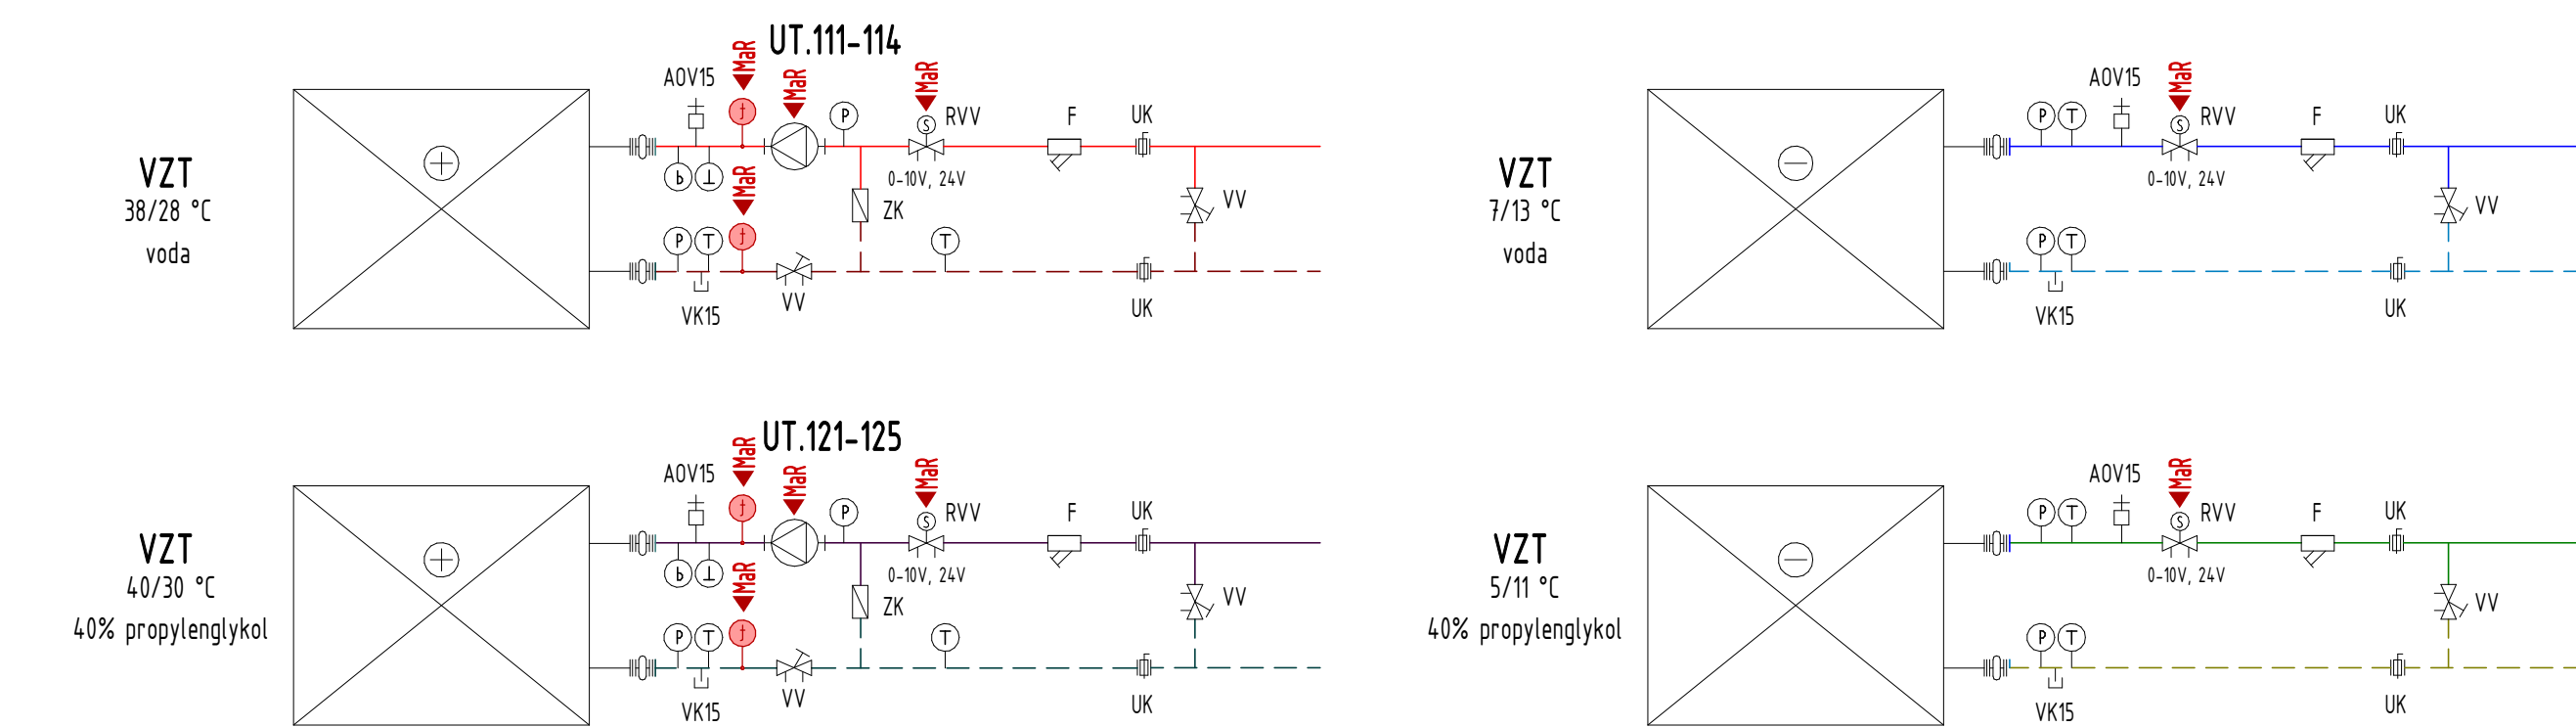 UT.111-114
MaR
MaR
MaR
AOV15
P
S
RVV
F
UK
VZT
38/28 °C
voda
P
T
MaR
0-10V, 24V
ZK
VV
P
T
T
VK15
VV
UK
MaR
AOV15
P
T
S
RVV
F
UK
VZT
7/13 °C
voda
0-10V, 24V
VV
P
T
VK15
UK
UT.121-125
MaR
MaR
MaR
AOV15
P
S
RVV
F
UK
VZT
40/30 °C
40% propylenglykol
P
T
MaR
0-10V, 24V
ZK
VV
P
T
T
VK15
VV
UK
MaR
AOV15
P
T
S
RVV
F
UK
VZT
5/11 °C
40% propylenglykol
0-10V, 24V
VV
P
T
VK15
UK